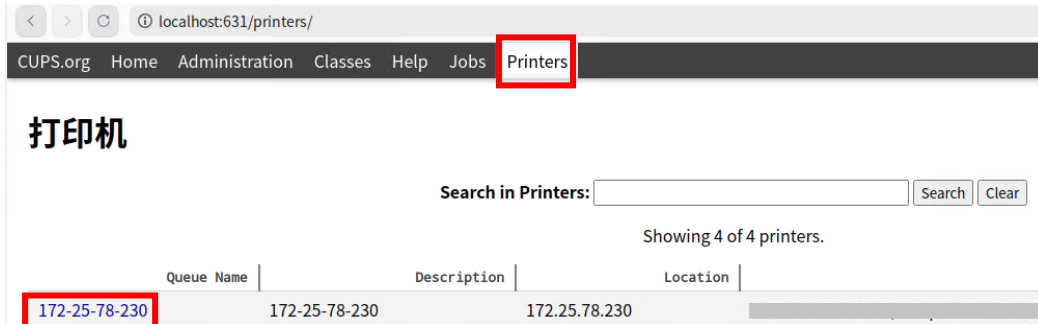 localhost:631/printers/
CUPS.org Home Administration Classes Help Jobs Printers
打印机
Search in Printers: Search Clear
Showing 4 of 4 printers.
Queue Name Description Location
172-25-78-230 172-25-78-230 172.25.78.230